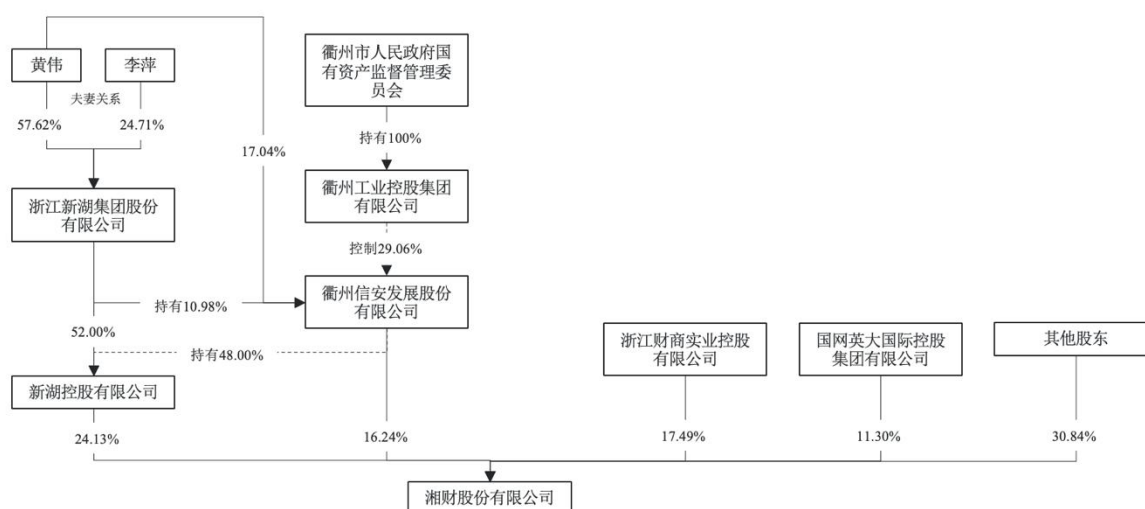 黄伟
李萍
衢州市人民政府国
有资产监督管理委
员会
夫妻关系
57.62%
24.71%
持有100%
17.04%
浙江新湖集团股份
有限公司
衢州工业控股集团
有限公司
控制29.06%
衢州信安发展股份
有限公司
持有10.98%
52.00%
持有48.00%
浙江财商实业控股
有限公司
国网英大国际控股
集团有限公司
其他股东
新湖控股有限公司
24.13%
16.24%
17.49%
11.30%
30.84%
湘财股份有限公司